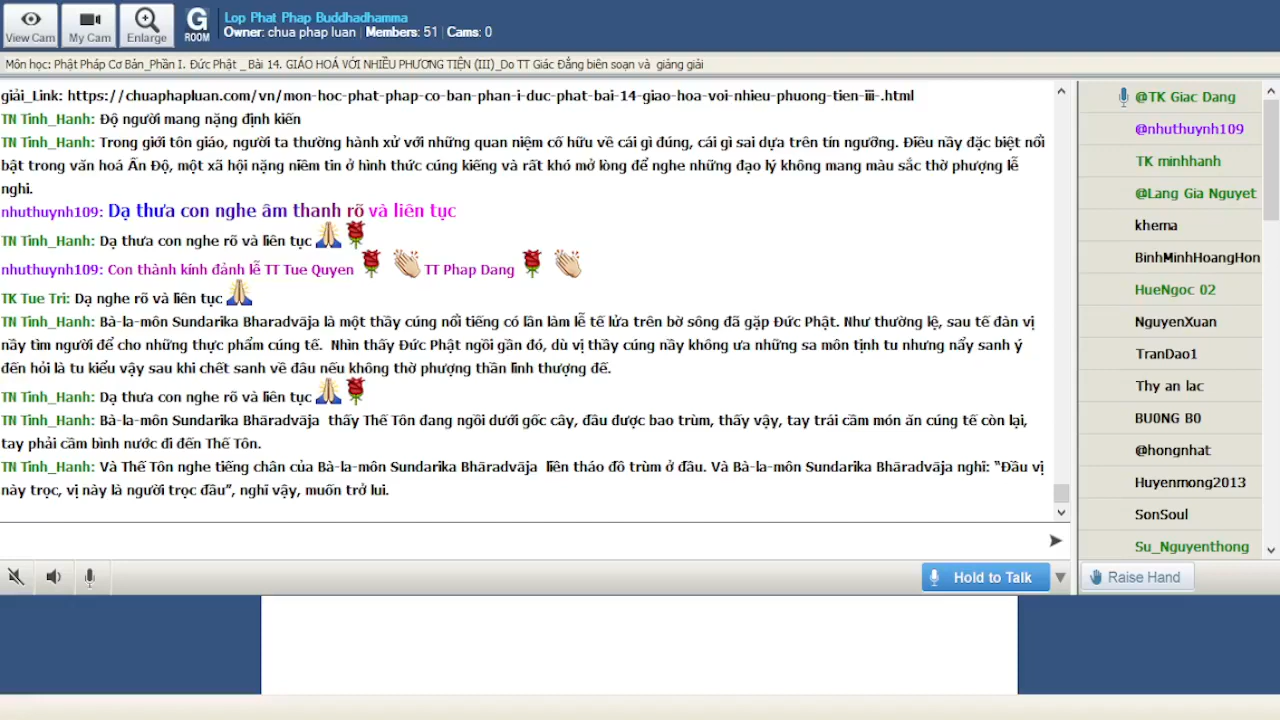 View Cam
My Cam
Enlarge
G
ROOM
Lop Phat Phap Buddhadhamma
Owner: chua phap luan | Members: 51 | Cams: 0
Môn học: Phật Pháp Cơ Bản_Phần I. Đức Phật _ Bài 14. GIÁO HOÁ VỚI NHIỀU PHƯƠNG TIỆN (III)_Do TT Giác Đẳng biên soạn và giảng giải
giải_Link: https://chuaphapluan.com/vn/mon-hoc-phat-phap-co-ban-phan-i-duc-phat-bai-14-giao-hoa-voi-nhieu-phuong-tien-iii-.html
TN Tinh_Hanh: Độ người mang nặng định kiến
TN Tinh_Hanh: Trong giới tôn giáo, người ta thường hành xử với những quan niệm cố hữu về cái gì đúng, cái gì sai dựa trên tín ngưỡng. Điều nầy đặc biệt nổi
bật trong văn hoá Ấn Độ, một xã hội nặng niềm tin ở hình thức cúng kiếng và rất khó mở lòng để nghe những đạo lý không mang màu sắc thờ phượng lễ
nghi.
nhuthuynh109: Dạ thưa con nghe âm thanh rõ và liên tục
TN Tinh_Hanh: Dạ thưa con nghe rõ và liên tục
nhuthuynh109: Con thành kính đảnh lễ TT Tue Quyen TT Phap Dang
TK Tue Tri: Dạ nghe rõ và liên tục
TN Tinh_Hanh: Bà-la-môn Sundarika Bharadvāja là một thầy cúng nổi tiếng có lần làm lễ tế lửa trên bờ sông đã gặp Đức Phật. Như thường lệ, sau tế đàn vị
nầy tìm người để cho những thực phẩm cúng tế. Nhìn thấy Đức Phật ngồi gần đó, dù vị thầy cúng nầy không ưa những sa môn tịnh tu nhưng nẩy sanh ý
đến hỏi là tu kiểu vậy sau khi chết sanh về đâu nếu không thờ phượng thần linh thượng đế.
TN Tinh_Hanh: Dạ thưa con nghe rõ và liên tục
TN Tinh_Hanh: Bà-la-môn Sundarika Bhāradvāja thấy Thế Tôn đang ngồi dưới gốc cây, đầu được bao trùm, thấy vậy, tay trái cầm món ăn cúng tế còn lại,
tay phải cầm bình nước đi đến Thế Tôn.
TN Tinh_Hanh: Và Thế Tôn nghe tiếng chân của Bà-la-môn Sundarika Bhāradvāja liền tháo đồ trùm ở đầu. Và Bà-la-môn Sundarika Bhāradvāja nghĩ: “Đầu vị
này trọc, vị này là người trọc đầu”, nghĩ vậy, muốn trở lui.
@TK Giac Dang
@nhuthuynh109
TK minhhanh
@Lang Gia Nguyet
khema
BinhMinhHoangHon
HueNgoc 02
NguyenXuan
TranDao1
Thy an lac
BU0NG B0
@hongnhat
Huyenmong2013
SonSoul
Su_Nguyenthong
Hold to Talk
Raise Hand